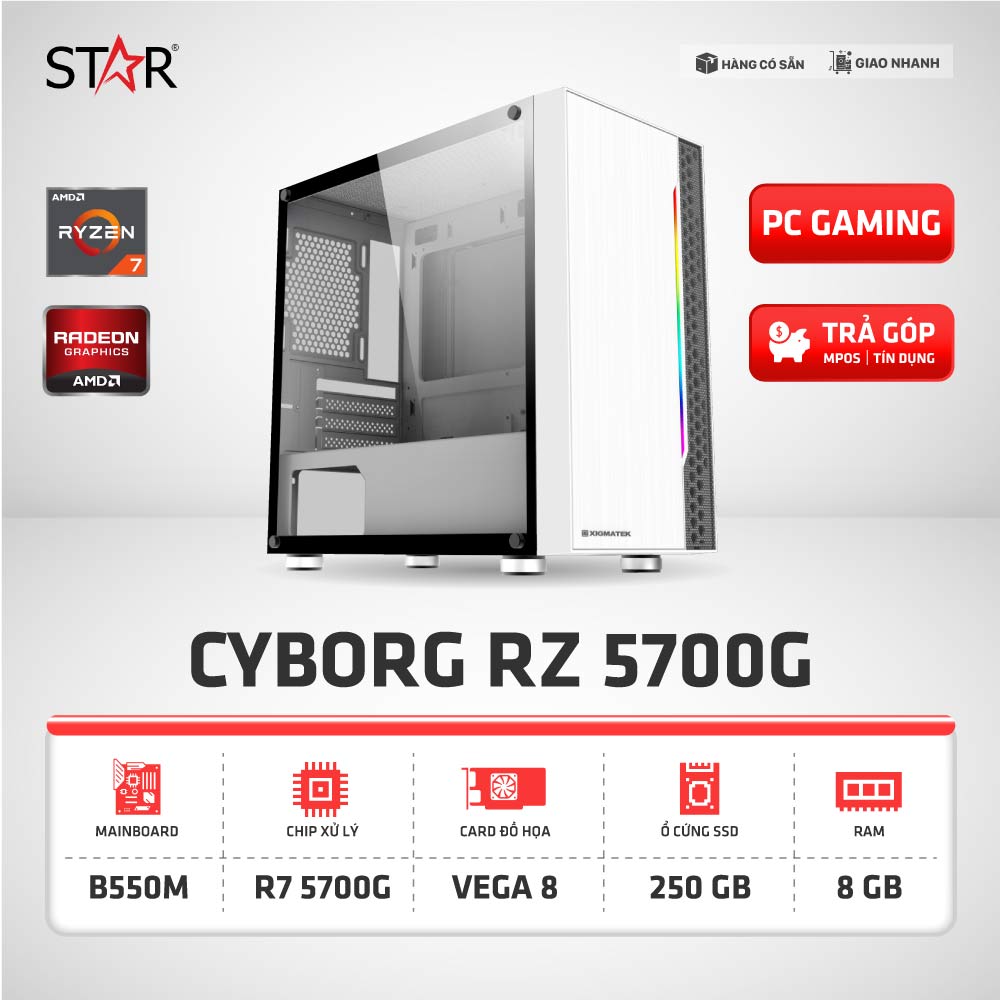 STAR®
HÀNG CÓ SẴN
GIAO NHANH
AMD
RYZEN
7
RADEON
GRAPHICS
AMD
PC GAMING
TRẢ GÓP
MPOS | TÍN DỤNG
XIGMATEK
CYBORG RZ 5700G
MAINBOARD
CHIP XỬ LÝ
CARD ĐỒ HỌA
Ổ CỨNG SSD
RAM
B550M
R7 5700G
VEGA 8
250 GB
8 GB